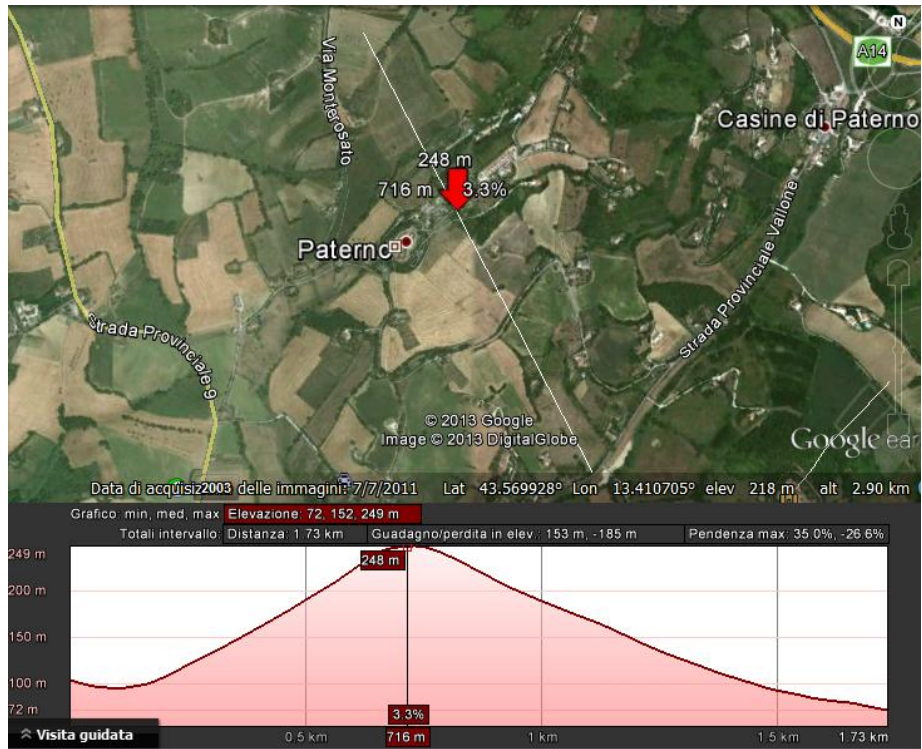 N
A14
Via Monterosato
Casine di Paterno
248 m
716 m 3.3%
Paterno
Strada Provinciale Vallone
Strada Provinciale 9
© 2013 Google
Image © 2013 DigitalGlobe
Google ear
Data di acquisiz 2003 delle immagini: 7/7/2011 Lat 43.569928° Lon 13.410705° elev 218 m alt 2.90 km
Grafico: min, med, max Elevazione: 72, 152, 249 m
Totali intervallo: Distanza: 1.73 km Guadagno/perdita in elev.: 153 m, -185 m Pendenza max: 35.0%, -26.6%
249 m
248 m
200 m
150 m
100 m
72 m
3.3%
Visita guidata
0.5 km 716 m 1 km 1.5 km 1.73 km